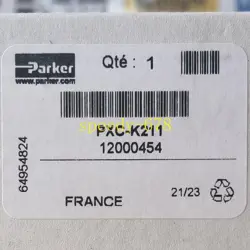 Parker
www.parker.com
Qté : 1
PXC-K211
12000454
64954824
FRANCE
21/23